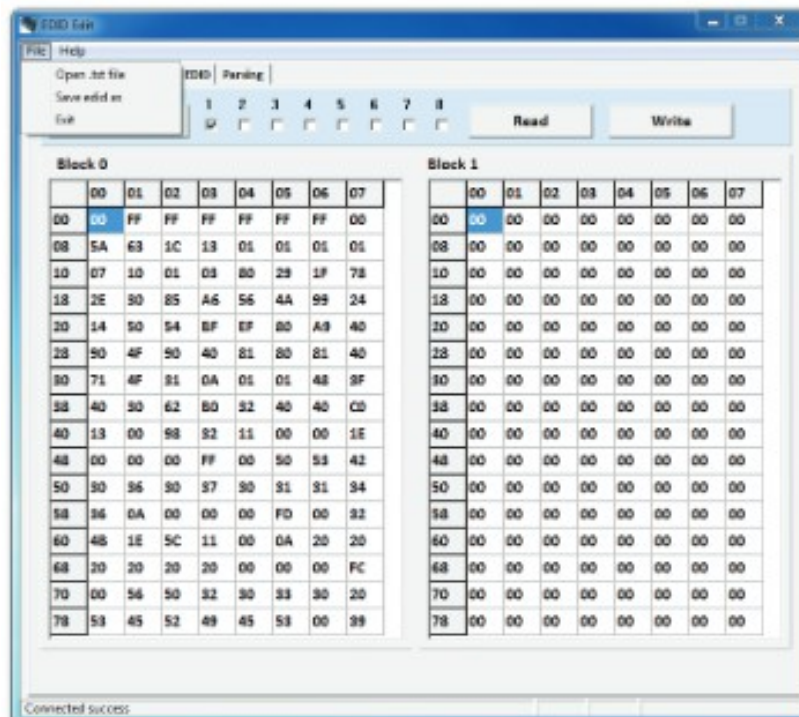 EDID Edit
File Help
Open .txt file
EDID Parsing
Save edid as
1 2 3 4 5 6 7 8
Exit
Read Write
Block 0 Block 1
00 01 02 03 04 05 06 07 00 01 02 03 04 05 06 07
00 00 FF FF FF FF FF FF 00 00 00 00 00 00 00 00 00 00
08 5A 63 1C 13 01 01 01 01 08 00 00 00 00 00 00 00 00
10 07 10 01 03 80 29 1F 78 10 00 00 00 00 00 00 00 00
18 2E 30 85 A6 56 4A 99 24 18 00 00 00 00 00 00 00 00
20 14 50 54 BF EF 80 A9 40 20 00 00 00 00 00 00 00 00
28 90 4F 90 40 81 80 81 40 28 00 00 00 00 00 00 00 00
30 71 4F 31 0A 01 01 48 3F 30 00 00 00 00 00 00 00 00
38 40 30 62 B0 32 40 40 C0 38 00 00 00 00 00 00 00 00
40 13 00 98 32 11 00 00 1E 40 00 00 00 00 00 00 00 00
48 00 00 00 FF 00 50 53 42 48 00 00 00 00 00 00 00 00
50 30 36 30 37 30 31 31 34 50 00 00 00 00 00 00 00 00
58 36 0A 00 00 00 FD 00 32 58 00 00 00 00 00 00 00 00
60 4B 1E 5C 11 00 0A 20 20 60 00 00 00 00 00 00 00 00
68 20 20 20 20 00 00 00 FC 68 00 00 00 00 00 00 00 00
70 00 56 50 32 30 33 30 20 70 00 00 00 00 00 00 00 00
78 53 45 52 49 45 53 00 39 78 00 00 00 00 00 00 00 00
Connected success